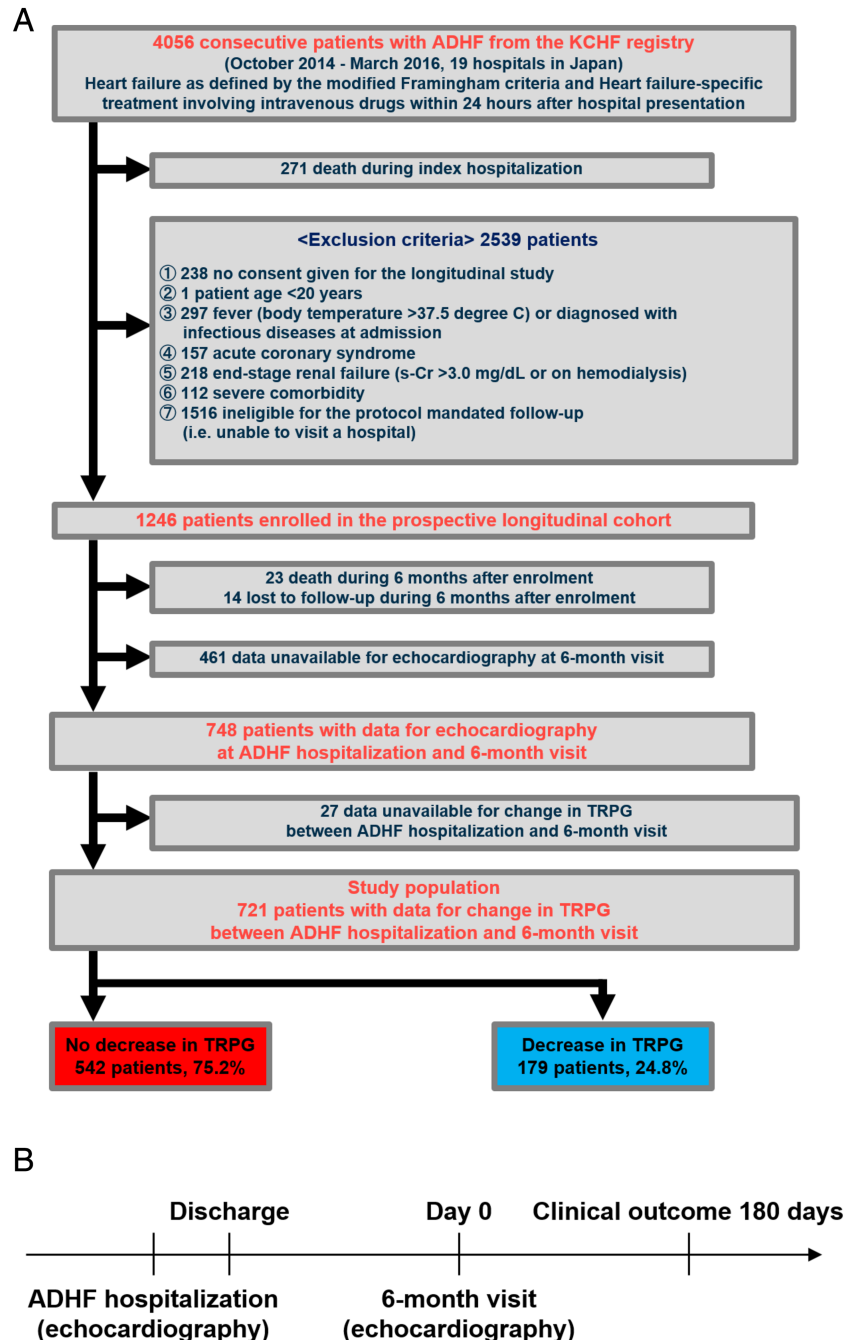 A
4056 consecutive patients with ADHF from the KCHF registry
(October 2014 - March 2016, 19 hospitals in Japan)
Heart failure as defined by the modified Framingham criteria and Heart failure-specific
treatment involving intravenous drugs within 24 hours after hospital presentation
271 death during index hospitalization
<Exclusion criteria> 2539 patients
① 238 no consent given for the longitudinal study
② 1 patient age <20 years
③ 297 fever (body temperature >37.5 degree C) or diagnosed with
infectious diseases at admission
④ 157 acute coronary syndrome
⑤ 218 end-stage renal failure (s-Cr >3.0 mg/dL or on hemodialysis)
⑥ 112 severe comorbidity
⑦ 1516 ineligible for the protocol mandated follow-up
(i.e. unable to visit a hospital)
1246 patients enrolled in the prospective longitudinal cohort
23 death during 6 months after enrolment
14 lost to follow-up during 6 months after enrolment
461 data unavailable for echocardiography at 6-month visit
748 patients with data for echocardiography
at ADHF hospitalization and 6-month visit
27 data unavailable for change in TRPG
between ADHF hospitalization and 6-month visit
Study population
721 patients with data for change in TRPG
between ADHF hospitalization and 6-month visit
No decrease in TRPG
542 patients, 75.2%
Decrease in TRPG
179 patients, 24.8%
B
Discharge
Day 0
Clinical outcome 180 days
ADHF hospitalization
(echocardiography)
6-month visit
(echocardiography)